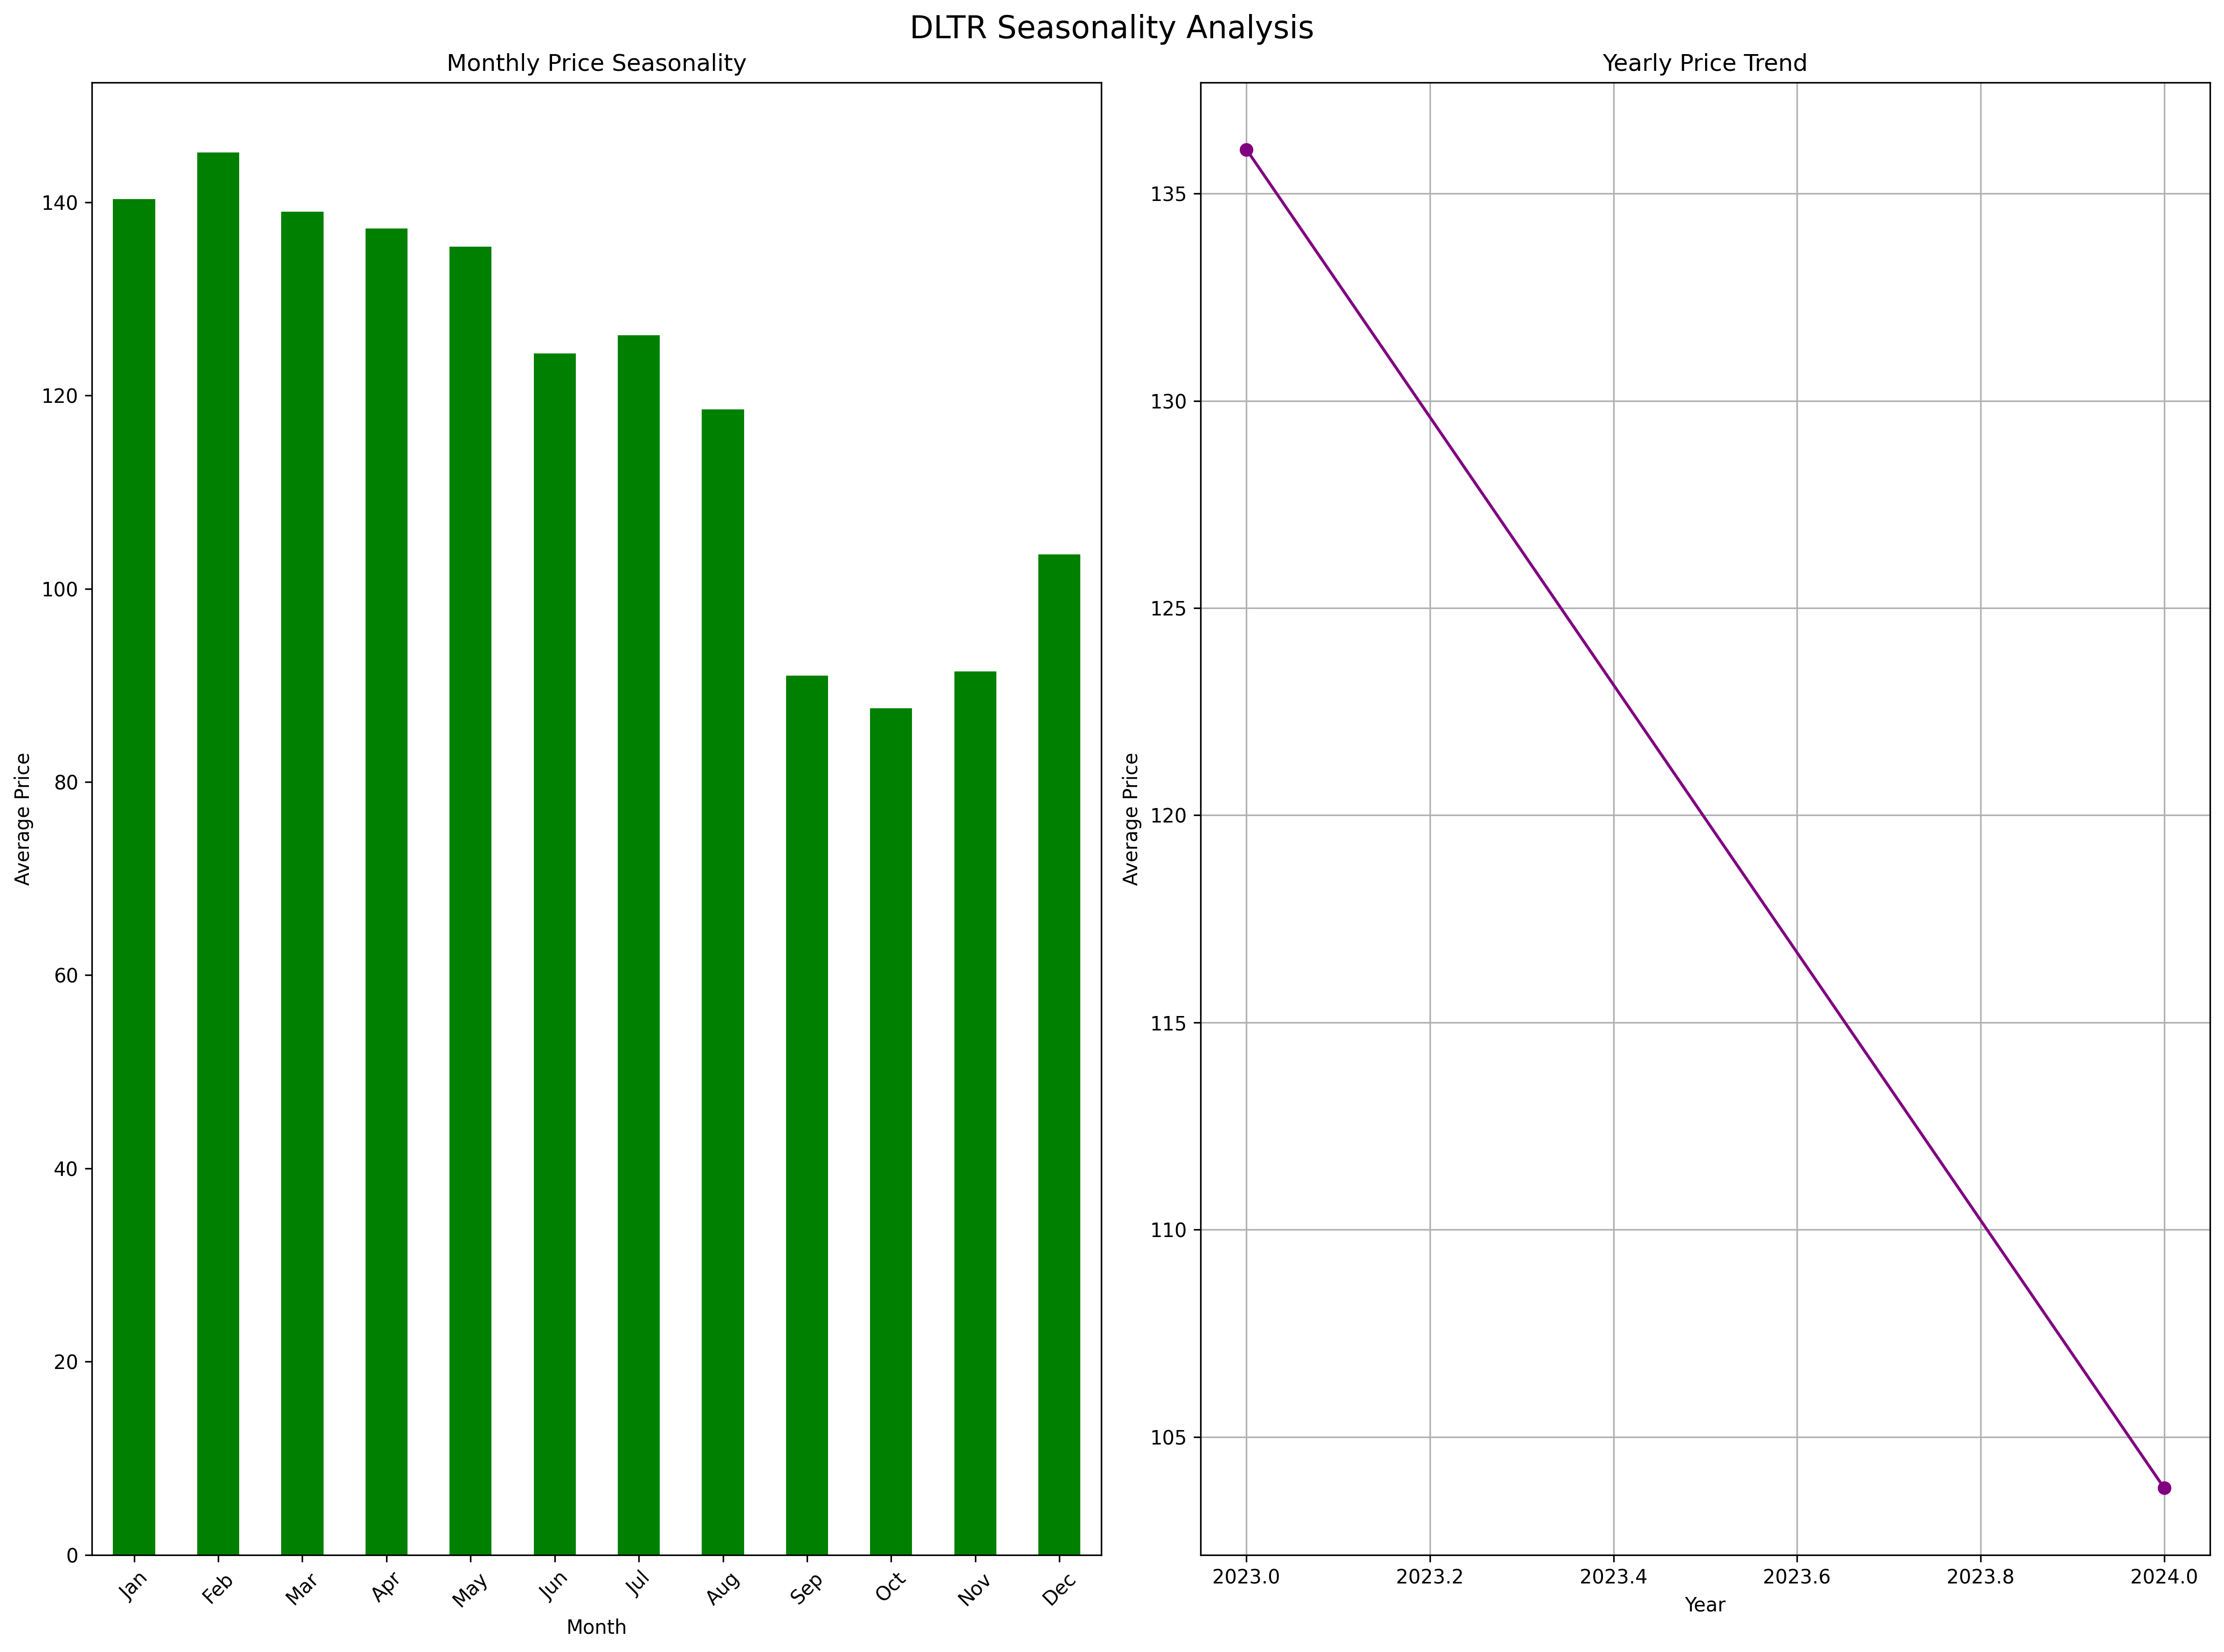 DLTR Seasonality Analysis
Monthly Price Seasonality
Average Price
140
120
100
80
60
40
20
0
Jan
Feb
Mar
Apr
May
Jun
Jul
Aug
Sep
Oct
Nov
Dec
Month
Yearly Price Trend
Average Price
135
130
125
120
115
110
105
2023.0
2023.2
2023.4
2023.6
2023.8
2024.0
Year